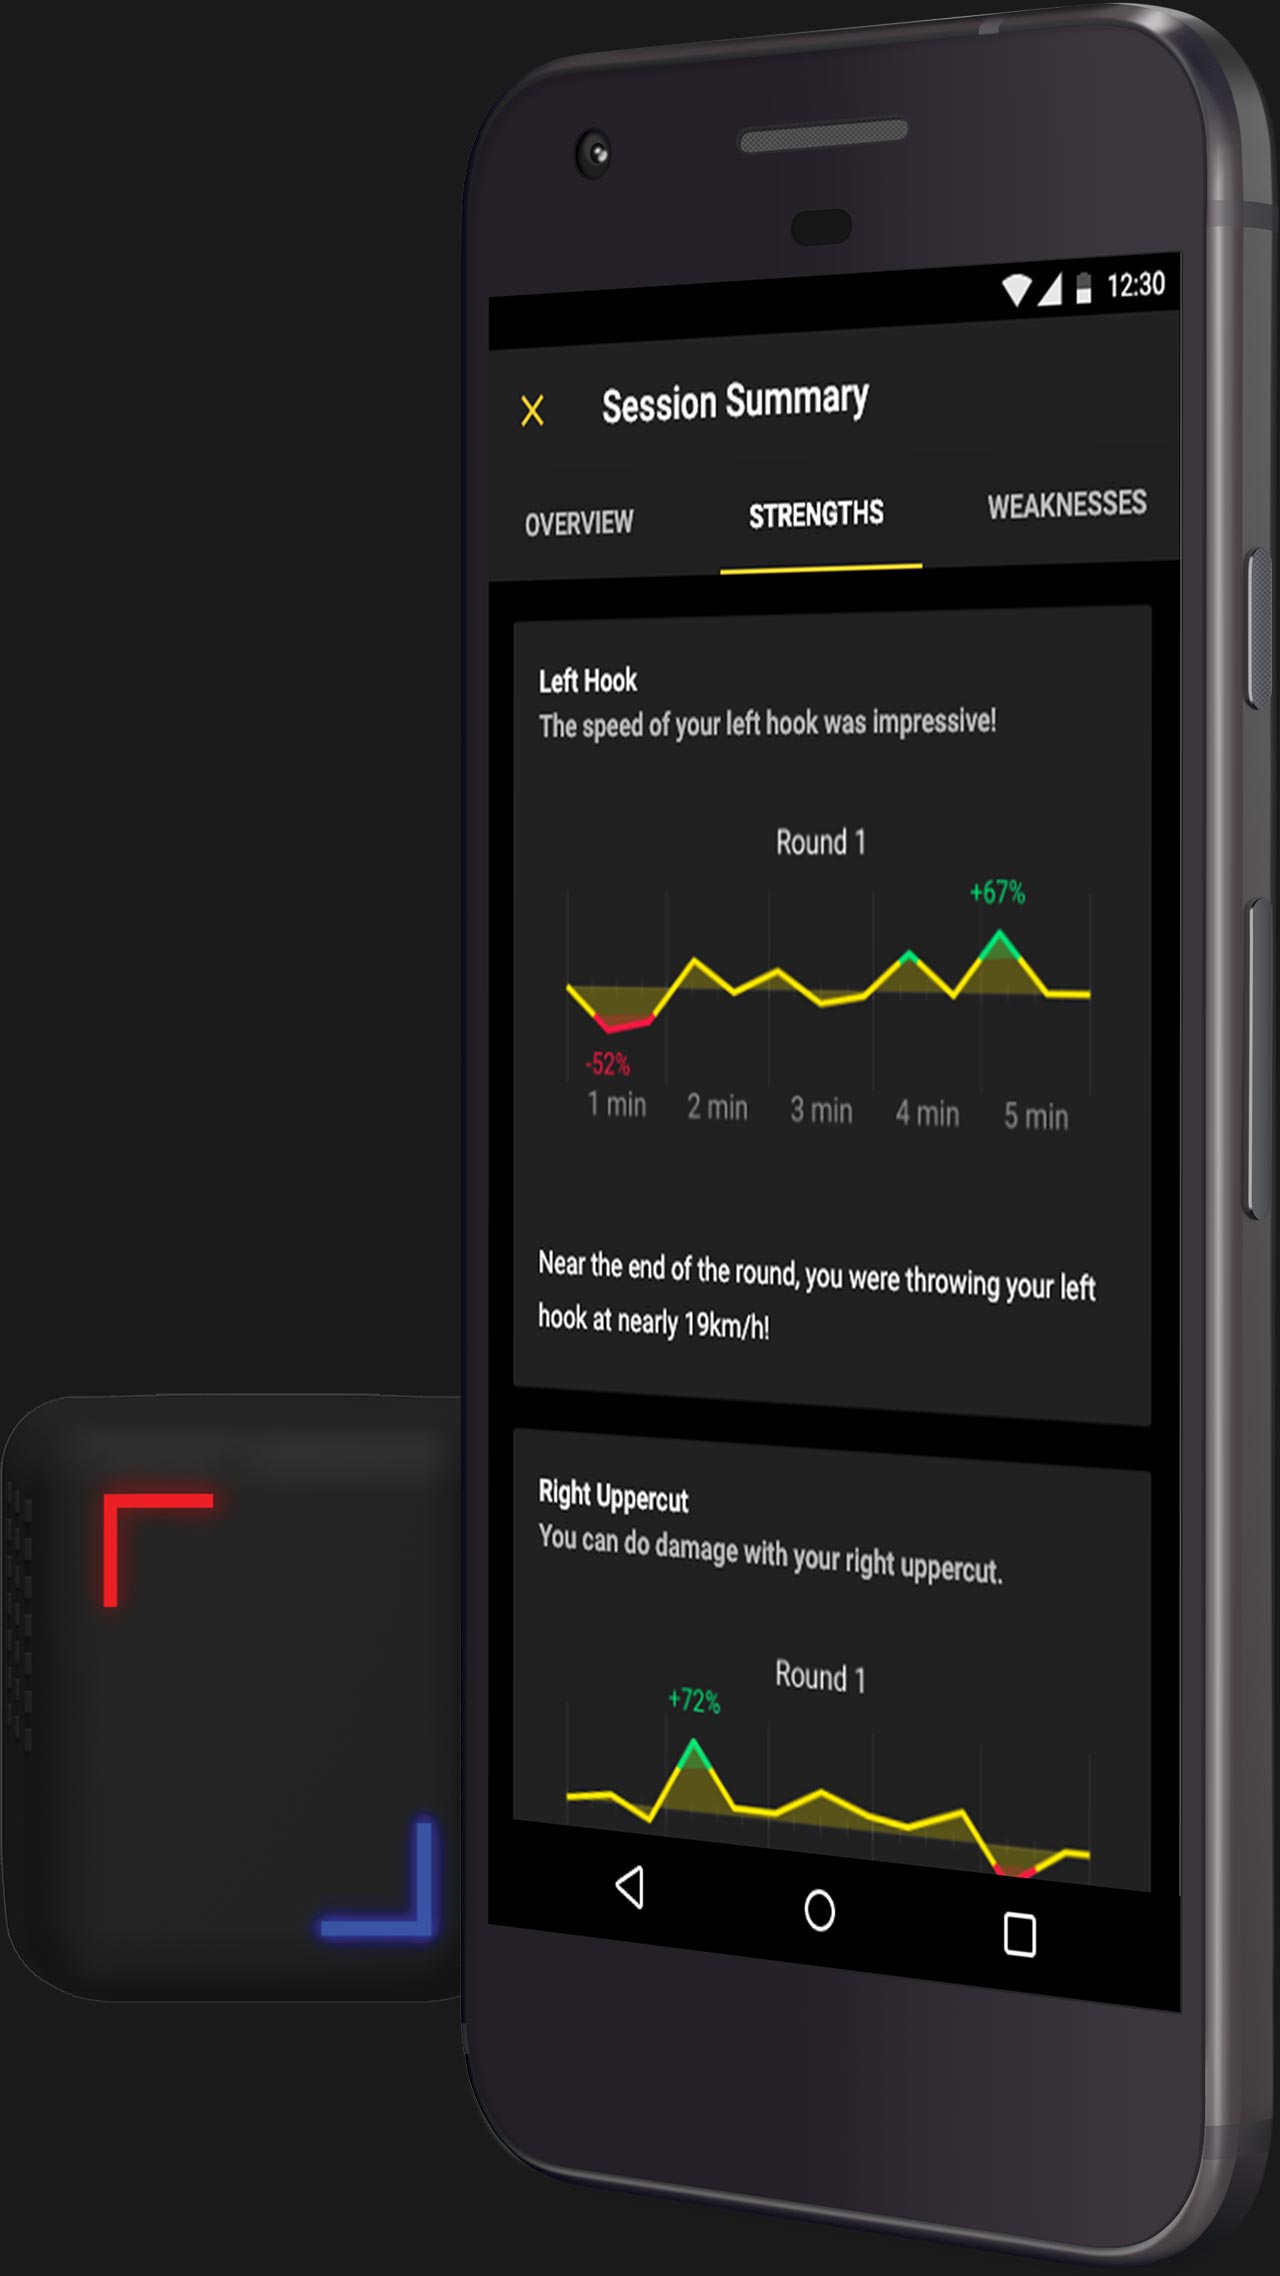 12:30
Session Summary
OVERVIEW
STRENGTHS
WEAKNESSES
Left Hook
The speed of your left hook was impressive!
Round 1
+67%
-52%
1 min
2 min
3 min
4 min
5 min
Near the end of the round, you were throwing your left
hook at nearly 19km/h!
Right Uppercut
You can do damage with your right uppercut.
Round 1
+72%